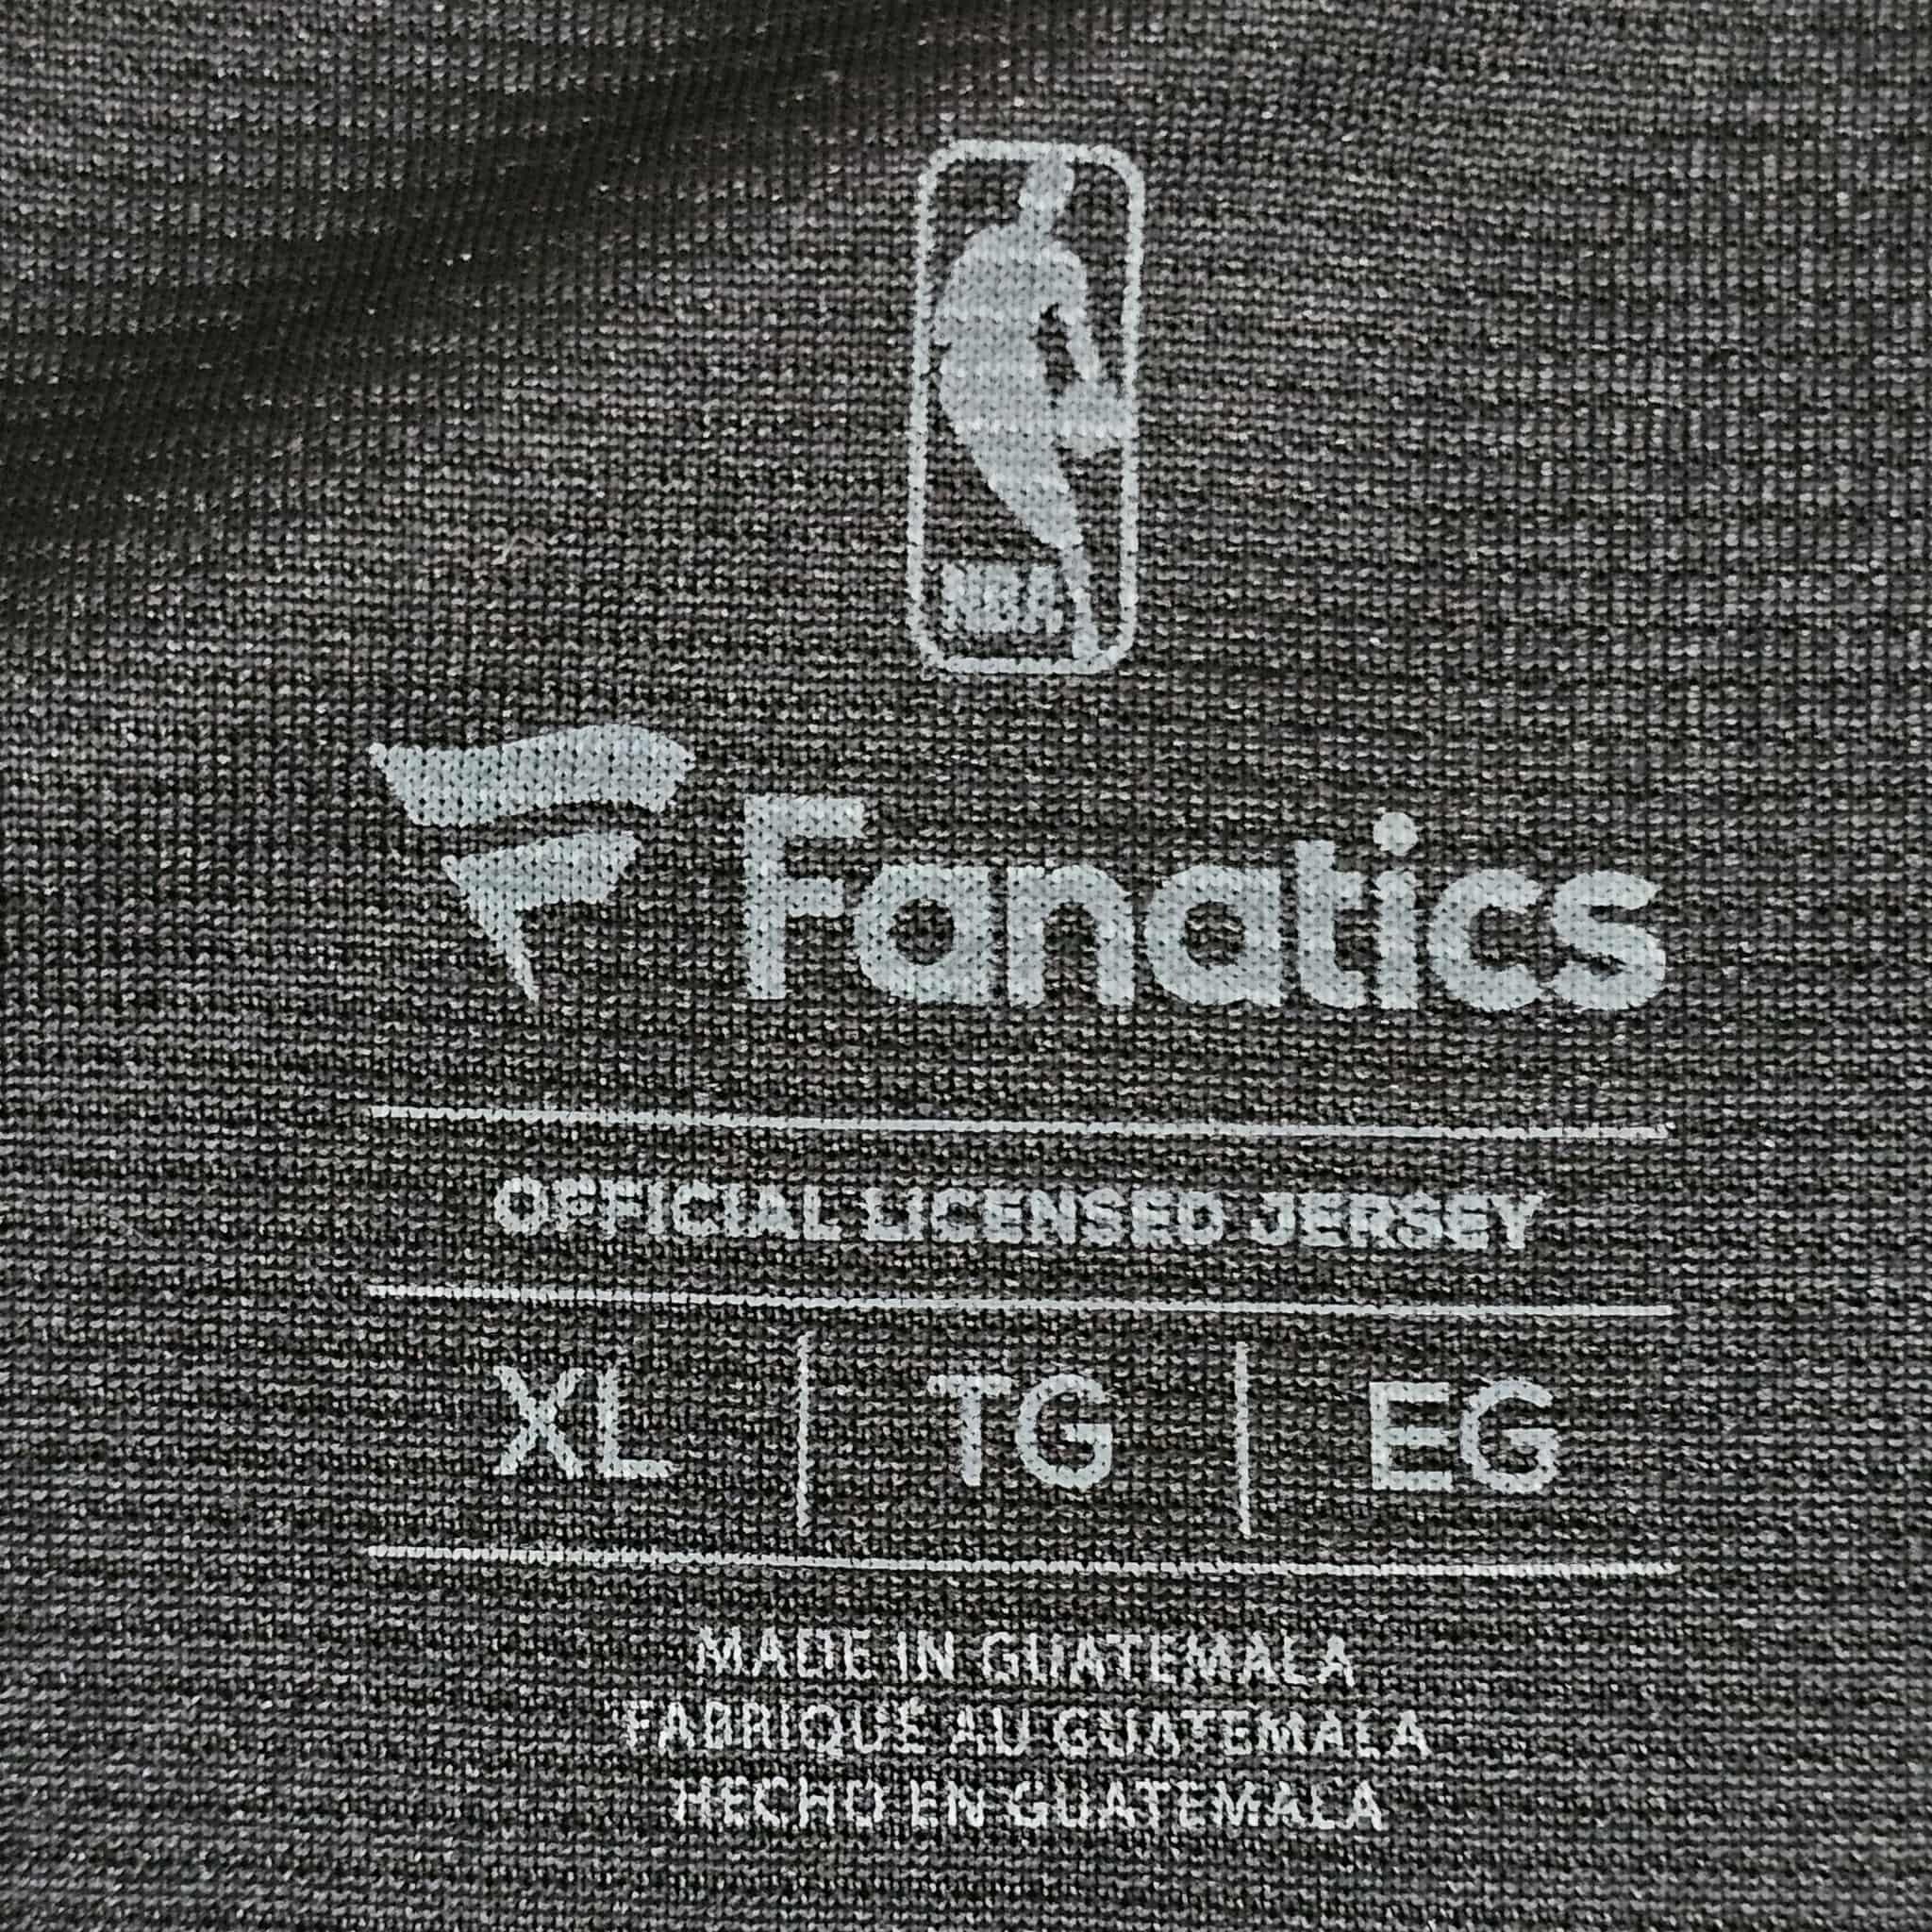 NBA
Fanatics
OFFICIAL LICENSED JERSEY
XL | TG | EG
MADE IN GUATEMALA
FABRIQUÉ AU GUATEMALA
HECHO EN GUATEMALA